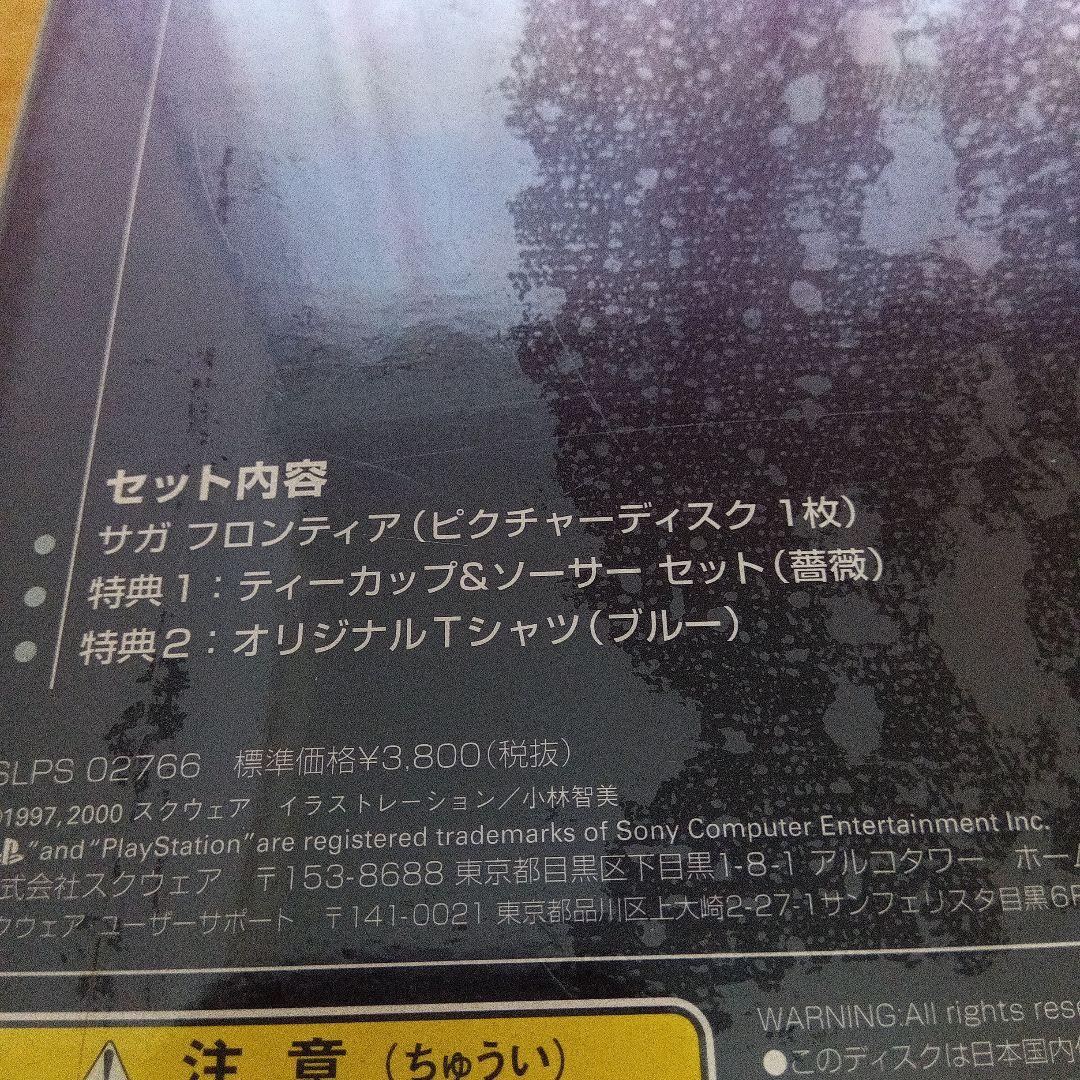 セット内容
サガ フロンティア（ピクチャーディスク 1枚）
特典1：ティーカップ&ソーサー セット（薔薇）
特典2：オリジナルTシャツ（ブルー）
SLPS 02766 標準価格¥3,800（税抜）
©1997, 2000 スクウェア イラストレーション／小林智美
"and "PlayStation" are registered trademarks of Sony Computer Entertainment Inc.
式会社スクウェア 〒153-8688 東京都目黒区下目黒1-8-1 アルコタワー ホーム
クウェア ユーザーサポート 〒141-0021 東京都品川区上大崎2-27-1サンフェリスタ目黒6F
WARNING:All rights rese
注 意（ちゅうい）
●このディスクは日本国内